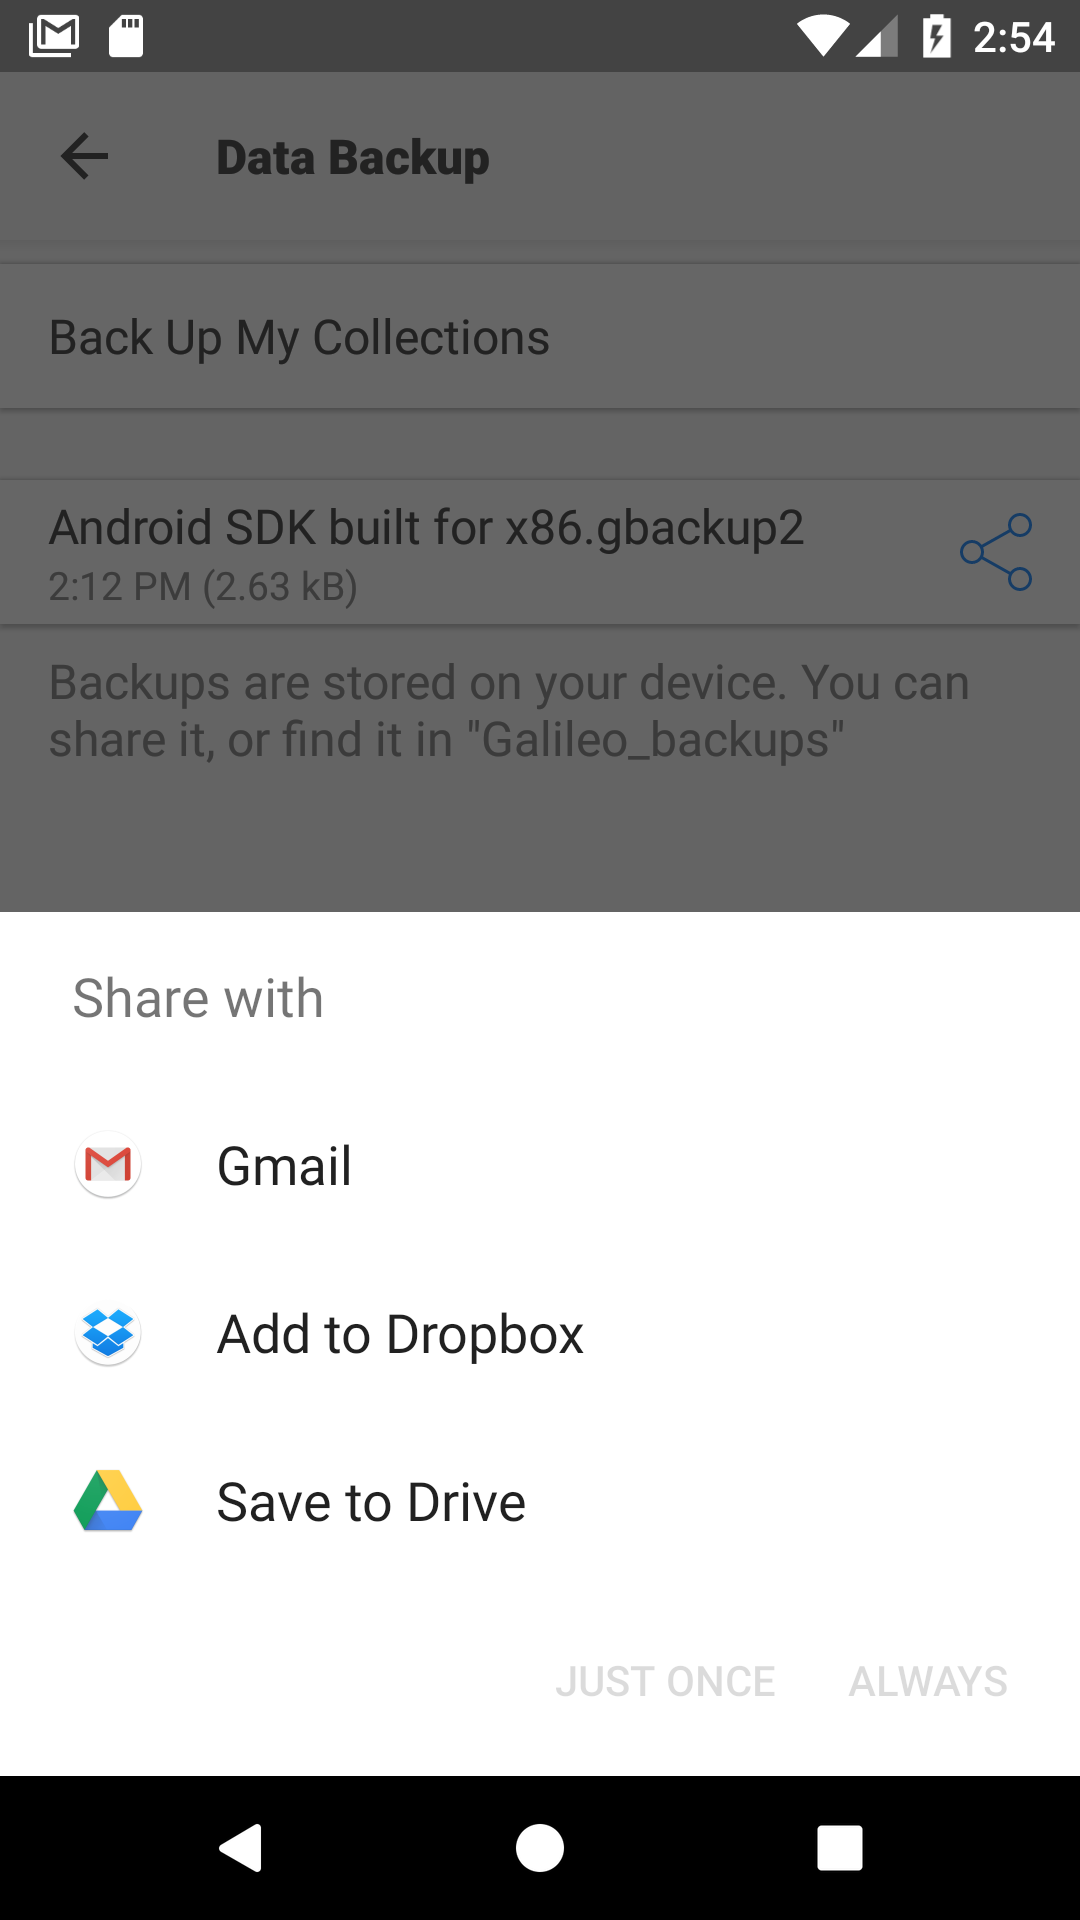 2:54
Data Backup
Back Up My Collections
Android SDK built for x86.gbackup2
2:12 PM (2.63 kB)
Backups are stored on your device. You can
share it, or find it in "Galileo_backups"
Share with
Gmail
Add to Dropbox
Save to Drive
JUST ONCE ALWAYS